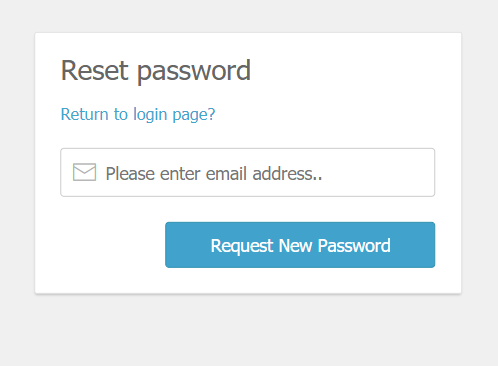 Reset password
Return to login page?
Please enter email address..
Request New Password